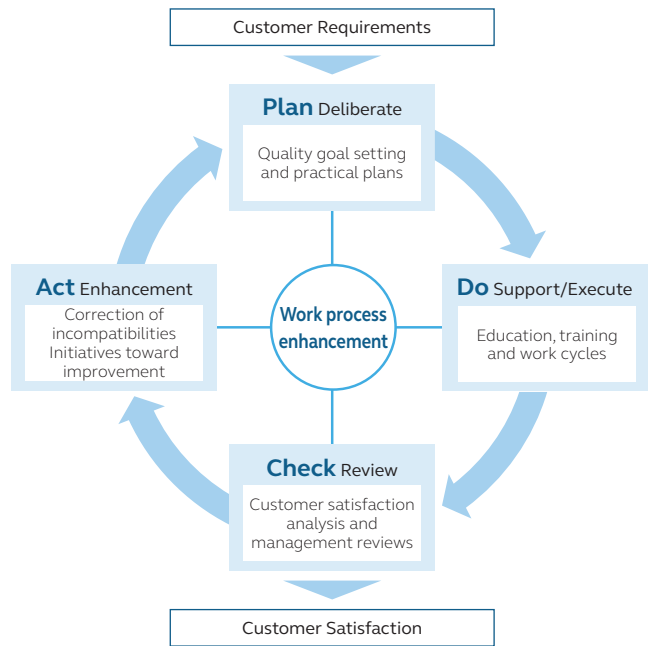 Customer Requirements
Plan Deliberate
Quality goal setting
and practical plans
Act Enhancement
Correction of
incompatibilities
Initiatives toward
improvement
Work process
enhancement
Do Support/Execute
Education, training
and work cycles
Check Review
Customer satisfaction
analysis and
management reviews
Customer Satisfaction